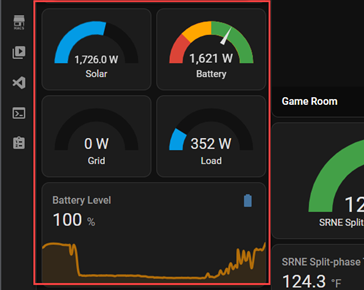 1,726.0 W
Solar
1,621 W
Battery
0 W
Grid
352 W
Load
Battery Level
100 %
Game Room
SRNE Split
SRNE Split-phase
124.3 °F